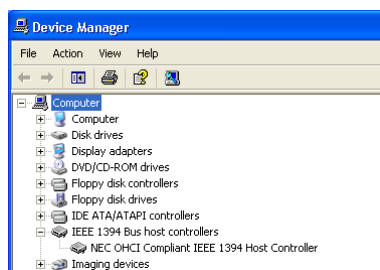 Device Manager
File Action View Help
Computer
Computer
Disk drives
Display adapters
DVD/CD-ROM drives
Floppy disk controllers
Floppy disk drives
IDE ATA/ATAPI controllers
IEEE 1394 Bus host controllers
NEC OHCI Compliant IEEE 1394 Host Controller
Imaging devices